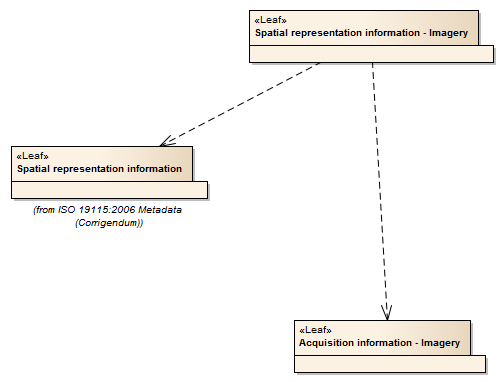 «Leaf»
Spatial representation information - Imagery
«Leaf»
Spatial representation information
(from ISO 19115:2006 Metadata
(Corrigendum))
«Leaf»
Acquisition information - Imagery